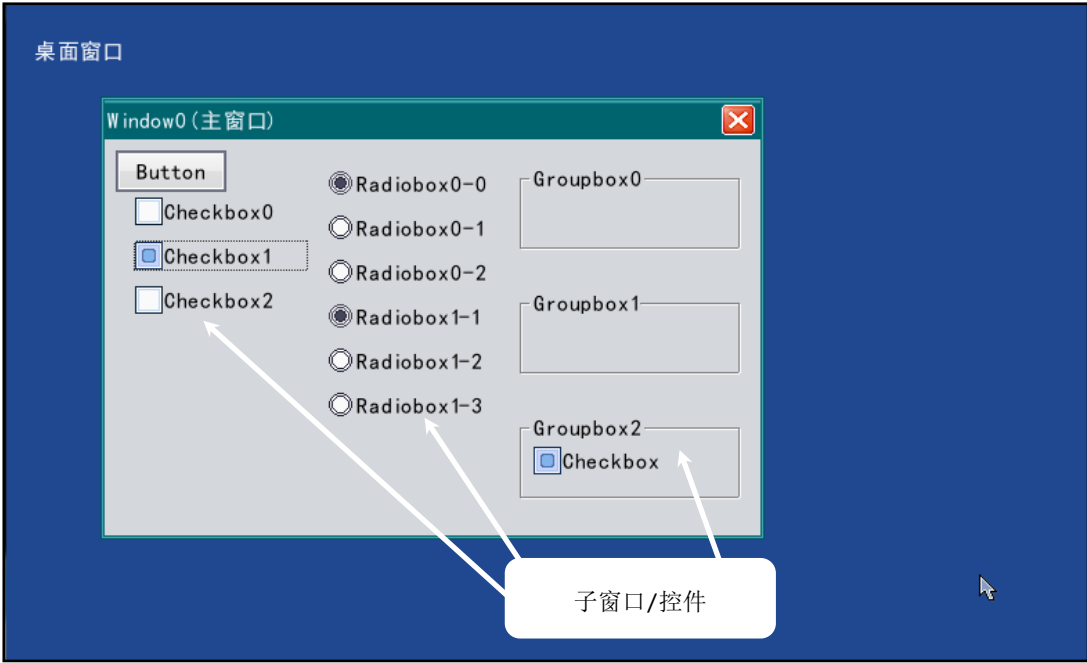 桌面窗口
Window0(主窗口)
Button
Checkbox0
Checkbox1
Checkbox2
Radiobox0-0
Radiobox0-1
Radiobox0-2
Radiobox1-1
Radiobox1-2
Radiobox1-3
Groupbox0
Groupbox1
Groupbox2
Checkbox
子窗口/控件